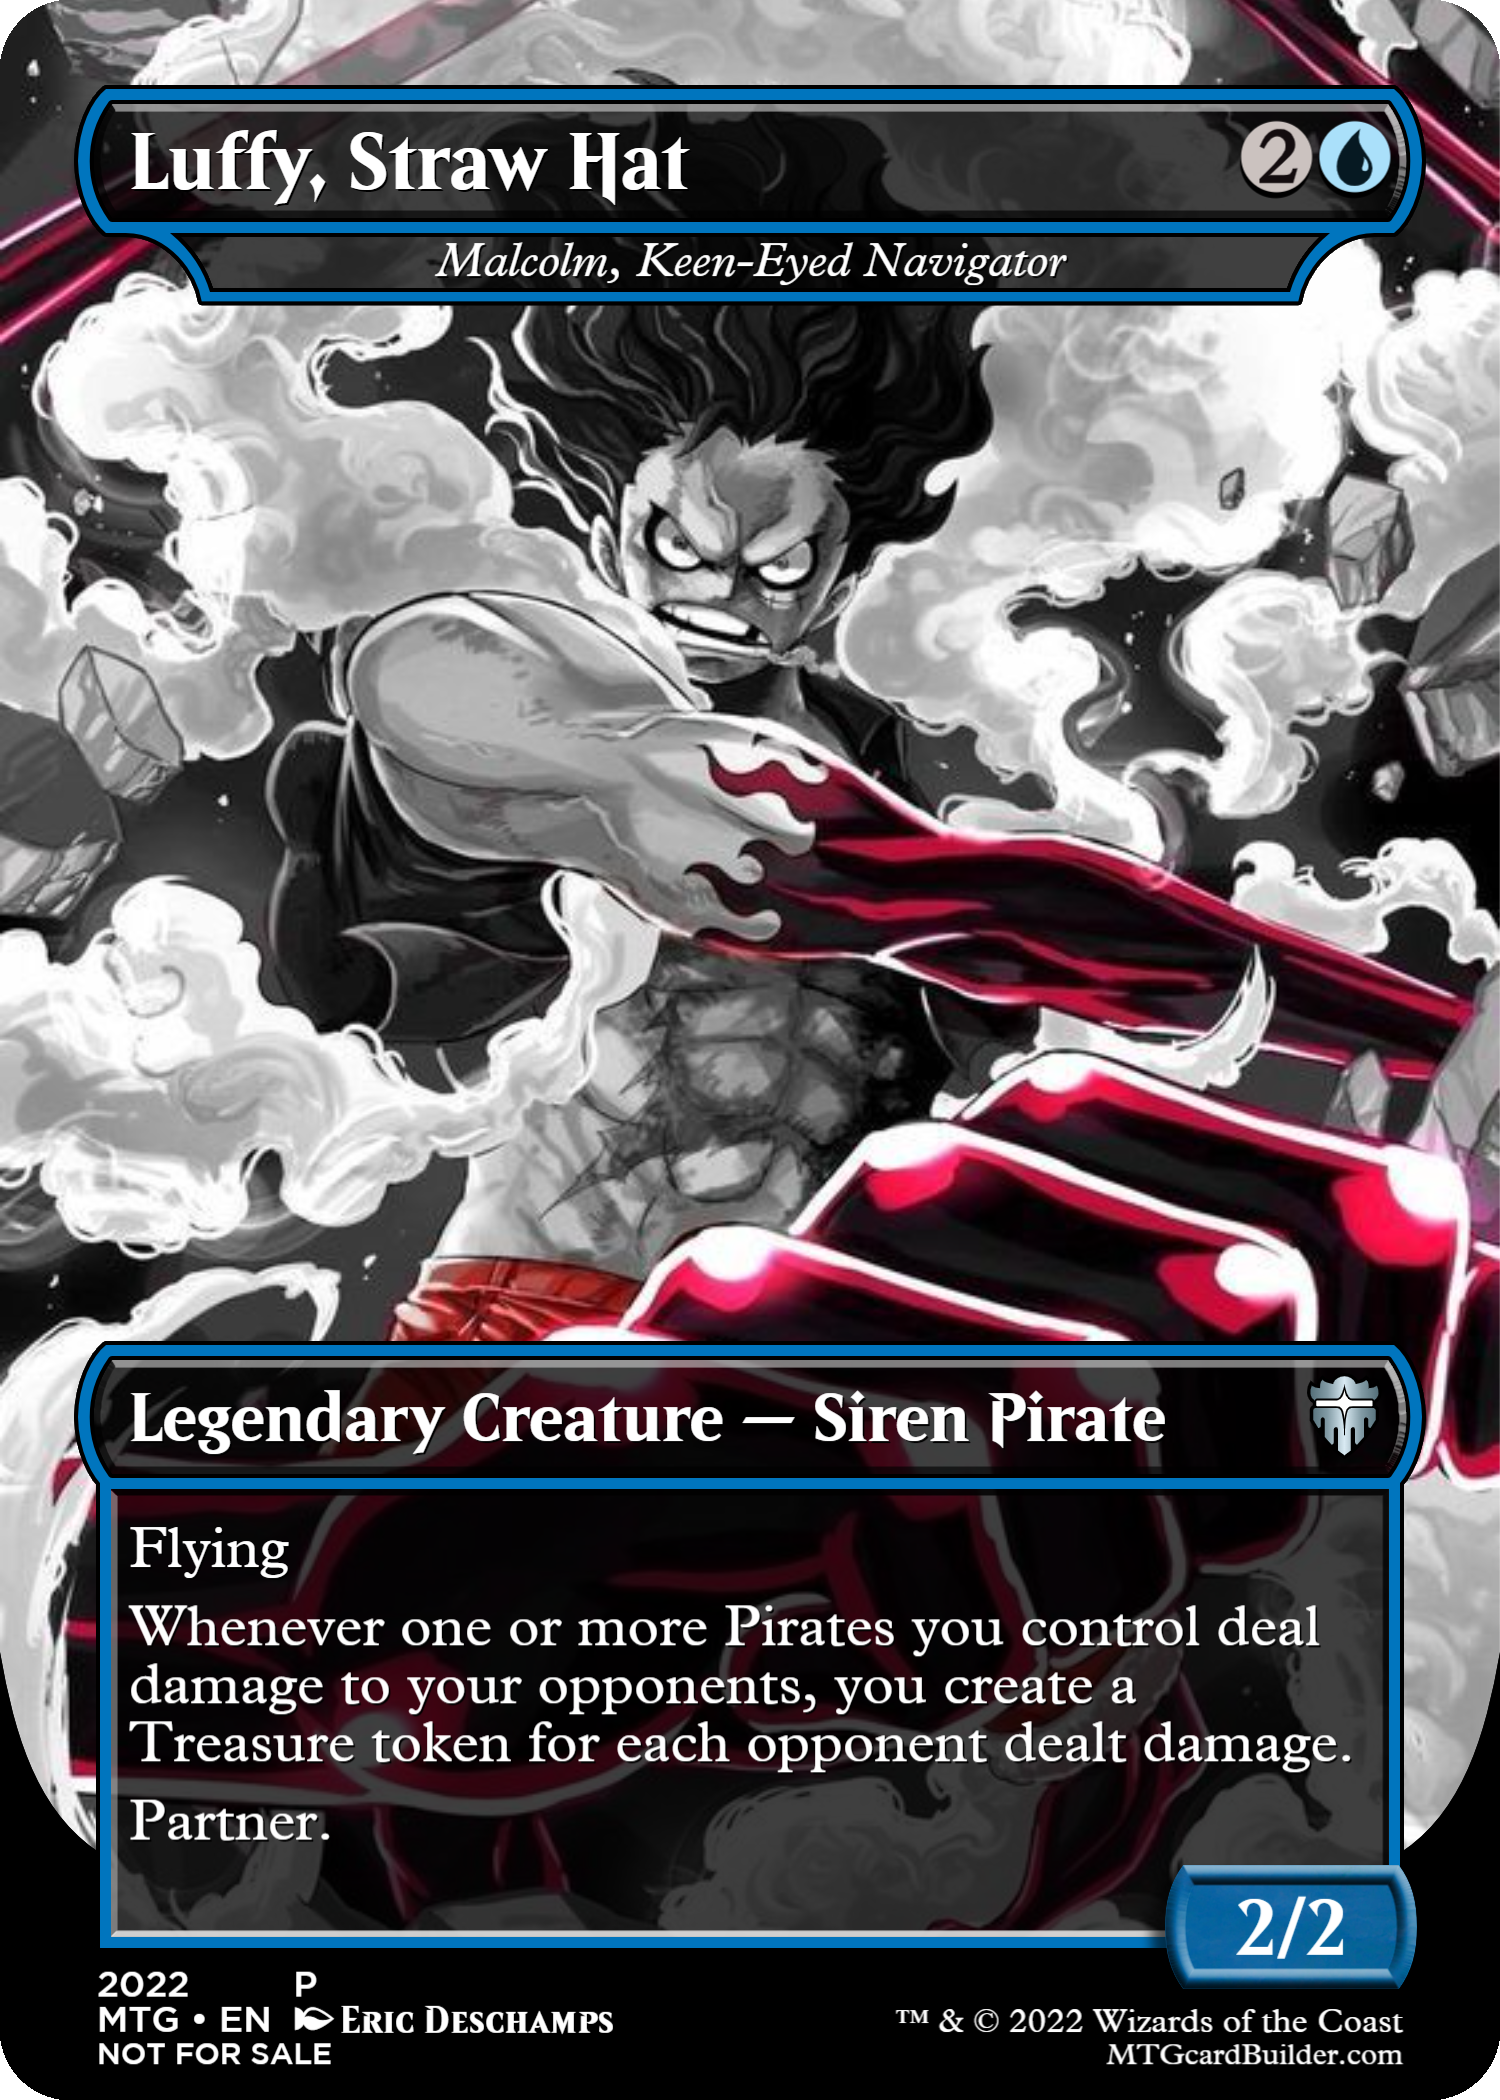 Luffy, Straw Hat 2
Malcolm, Keen-Eyed Navigator
Legendary Creature — Siren Pirate
Flying
Whenever one or more Pirates you control deal
damage to your opponents, you create a
Treasure token for each opponent dealt damage.
Partner.
2/2
2022 P
MTG • EN ERIC DESCHAMPS
NOT FOR SALE
™ & © 2022 Wizards of the Coast
MTGcardBuilder.com